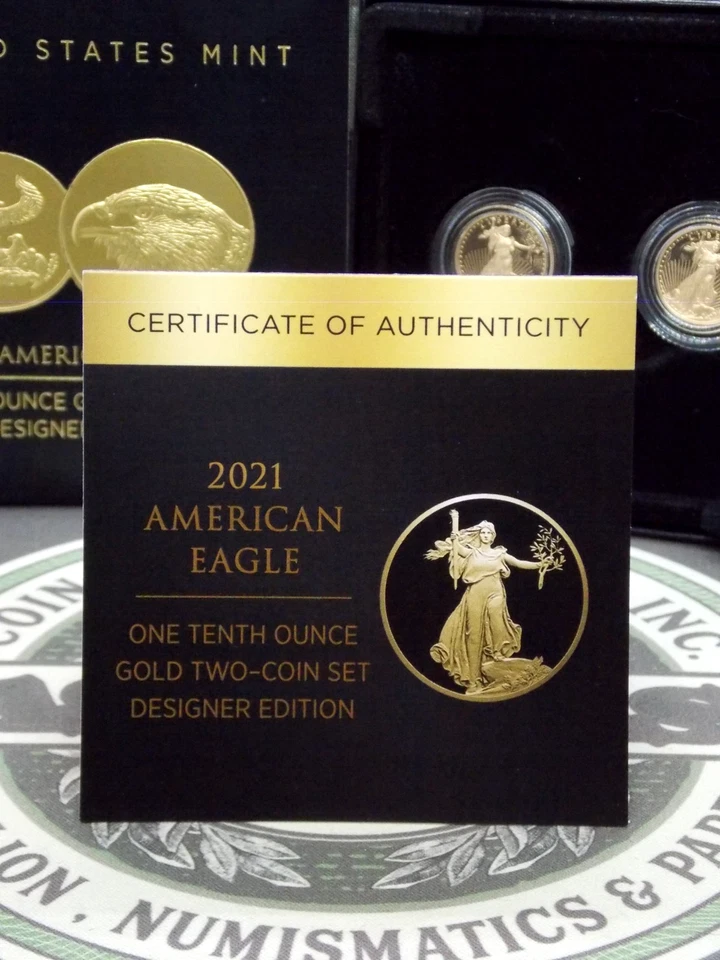 STATES MINT
CERTIFICATE OF AUTHENTICITY
2021
AMERICAN
EAGLE
ONE TENTH OUNCE
GOLD TWO-COIN SET
DESIGNER EDITION
COIN
INC.
NUMISMATICS &